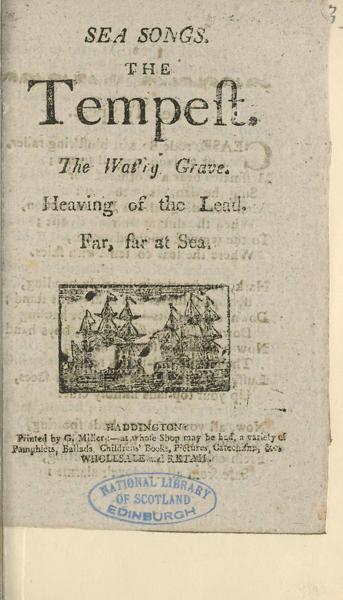 SEA SONGS.
THE
Tempeſt.
The Wat'ry Grave.
Heaving of the Lead.
Far, far at Sea.
HADDINGTON:
Printed by G. Miller:—at whoſe Shop may be had, a variety of
Pamphlets, Ballads, Childrens' Books, Pictures, Catechiſms, &c.
WHOLESALE and RETAIL.
NATIONAL LIBRARY
OF SCOTLAND
EDINBURGH
3